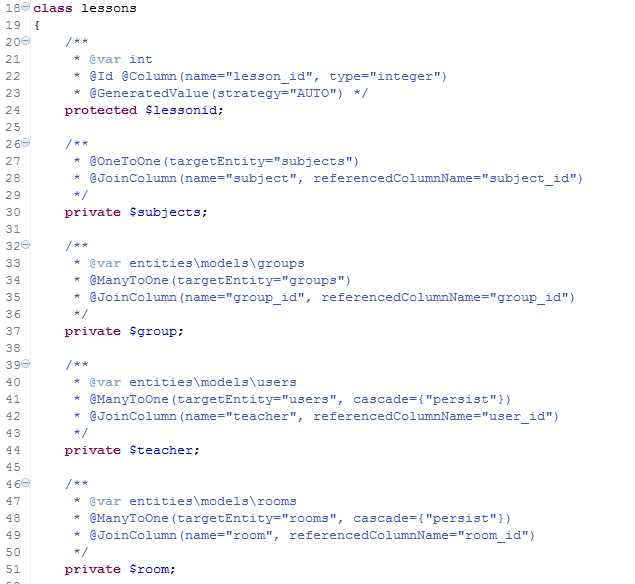 18 class lessons
19 {
20 /**
21 * @var int
22 * @Id @Column(name="lesson_id", type="integer")
23 * @GeneratedValue(strategy="AUTO") */
24 protected $lessonid;
25
26 /**
27 * @OneToOne(targetEntity="subjects")
28 * @JoinColumn(name="subject", referencedColumnName="subject_id")
29 */
30 private $subjects;
31
32 /**
33 * @var entities\models\groups
34 * @ManyToOne(targetEntity="groups")
35 * @JoinColumn(name="group_id", referencedColumnName="group_id")
36 */
37 private $group;
38
39 /**
40 * @var entities\models\users
41 * @ManyToOne(targetEntity="users", cascade={"persist"})
42 * @JoinColumn(name="teacher", referencedColumnName="user_id")
43 */
44 private $teacher;
45
46 /**
47 * @var entities\models\rooms
48 * @ManyToOne(targetEntity="rooms", cascade={"persist"})
49 * @JoinColumn(name="room", referencedColumnName="room_id")
50 */
51 private $room;